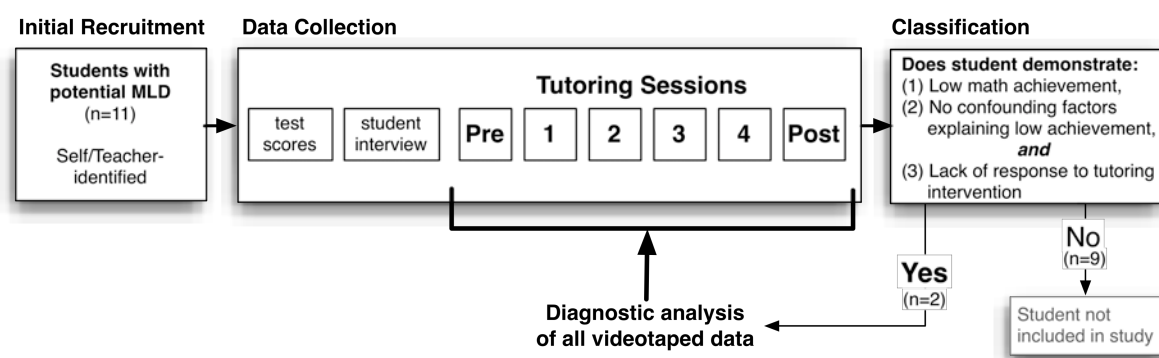 Initial Recruitment
Students with
potential MLD
(n=11)
Self/Teacher-
identified
Data Collection
Tutoring Sessions
test
scores
student
interview
Pre
1
2
3
4
Post
Classification
Does student demonstrate:
(1) Low math achievement,
(2) No confounding factors
explaining low achievement,
and
(3) Lack of response to tutoring
intervention
Yes
(n=2)
No
(n=9)
Student not
included in study
Diagnostic analysis
of all videotaped data